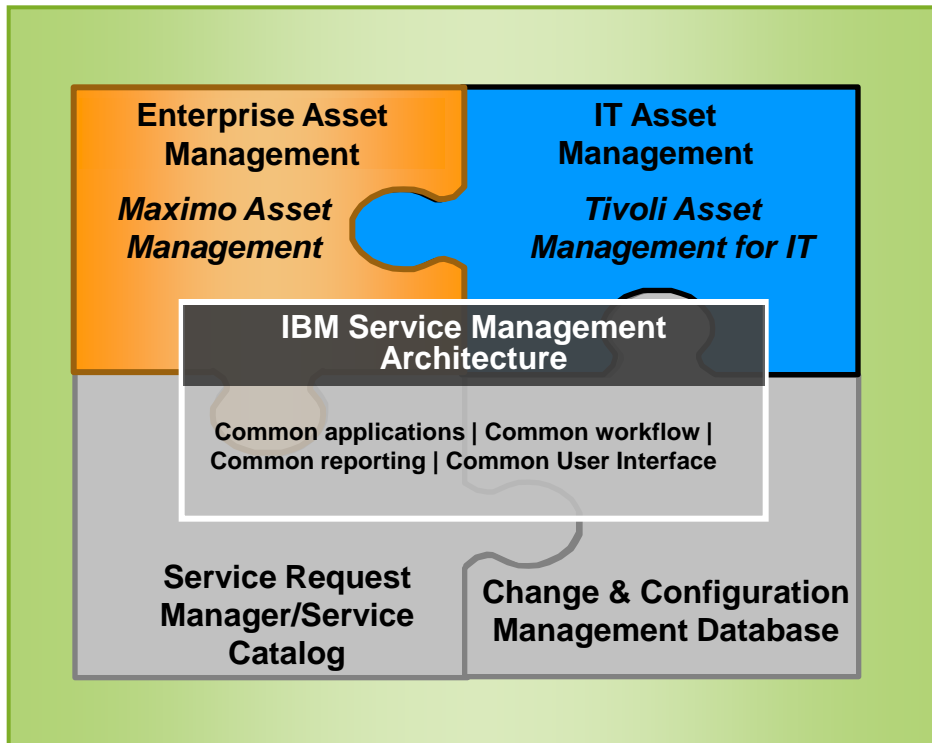 Enterprise Asset
Management
Maximo Asset
Management
IT Asset
Management
Tivoli Asset
Management for IT
IBM Service Management
Architecture
Common applications | Common workflow |
Common reporting | Common User Interface
Service Request
Manager/Service
Catalog
Change & Configuration
Management Database